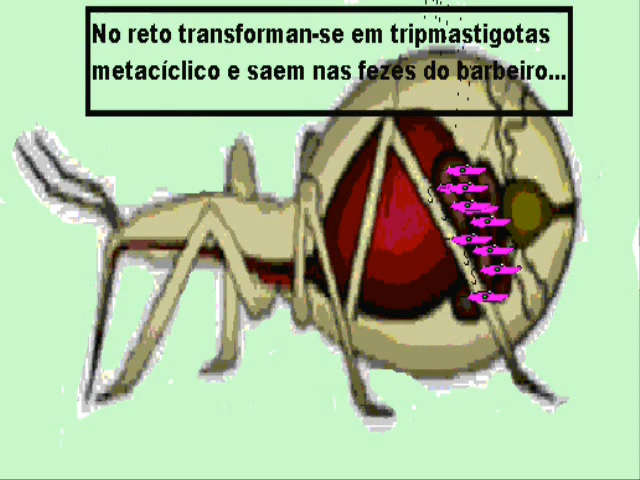 No reto transforman-se em tripmastigotas
metacíclico e saem nas fezes do barbeiro...